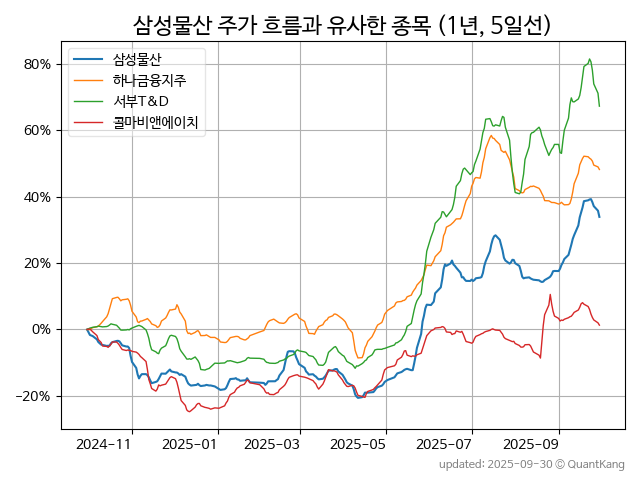 삼성물산 주가 흐름과 유사한 종목 (1년, 5일선)
삼성물산
하나금융지주
서부T&D
콜마비앤에이치
80%
60%
40%
20%
0%
−20%
2024-11 2025-01 2025-03 2025-05 2025-07 2025-09
updated: 2025-09-30 © QuantKang